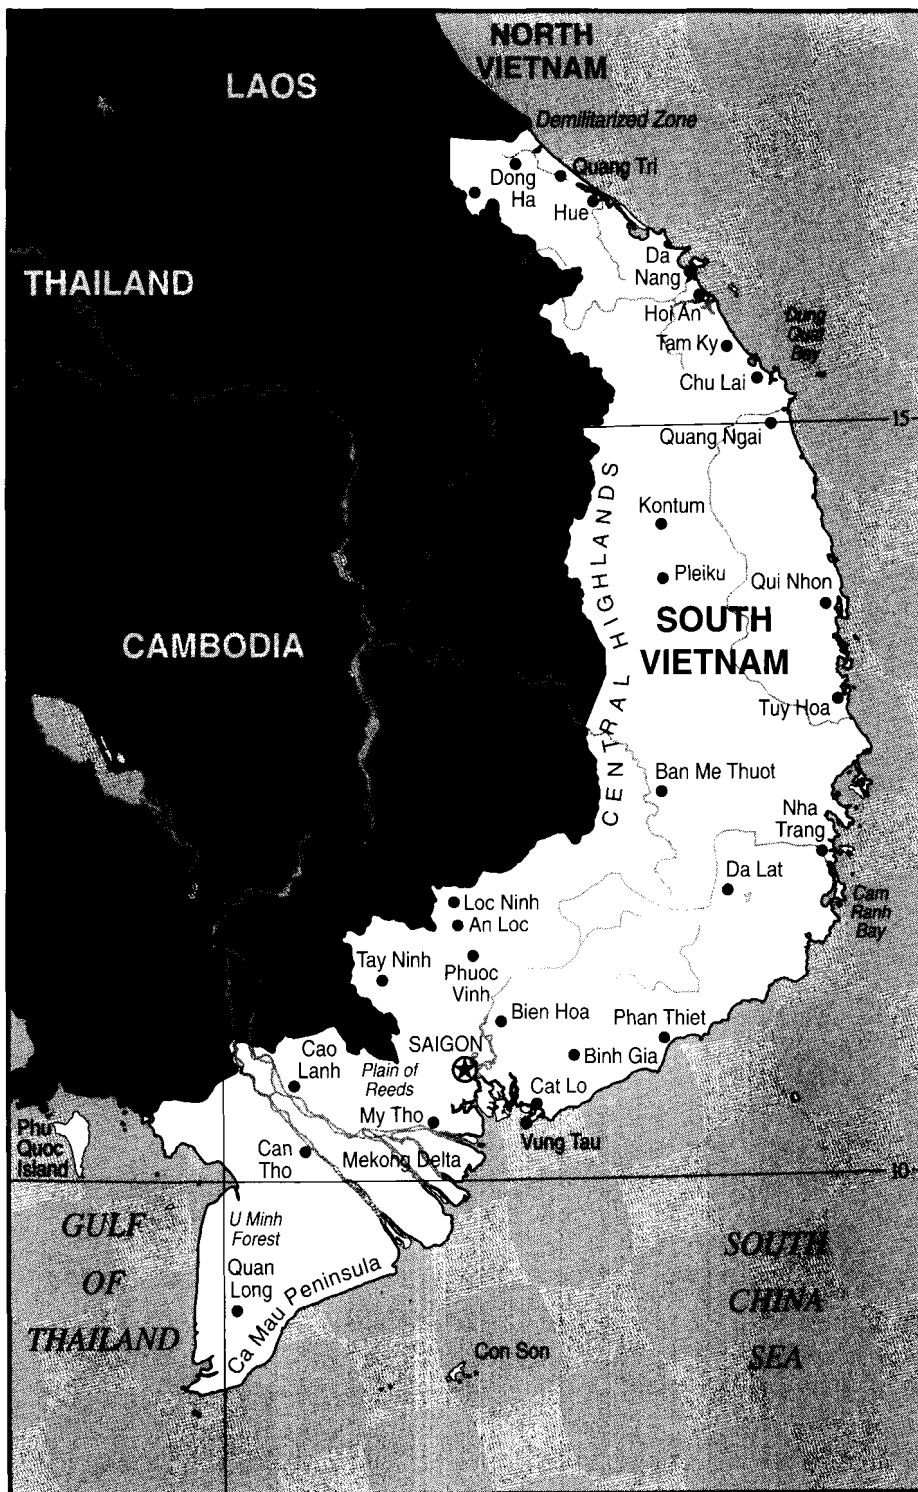 NORTH
VIETNAM
LAOS
Demilitarized Zone
Quang Tri
Dong
Ha
Hue
Da
Nang
THAILAND
Hoi An
Dung
Quat
Bay
Tam Ky
Chu Lai
15
Quang Ngai
CENTRAL HIGHLANDS
Kontum
Pleiku
Qui Nhon
SOUTH
VIETNAM
CAMBODIA
Tuy Hoa
Ban Me Thuot
Nha
Trang
Da Lat
Cam
Ranh
Bay
Loc Ninh
An Loc
Tay Ninh
Phuoc
Vinh
Bien Hoa
Phan Thiet
SAIGON
Binh Gia
Cao
Lanh
Plain of
Reeds
Cat Lo
My Tho
Vung Tau
Phu
Quoc
Island
Can
Tho
Mekong Delta
10
GULF
OF
THAILAND
U Minh
Forest
Quan
Long
Ca Mau Peninsula
SOUTH
CHINA
SEA
Con Son